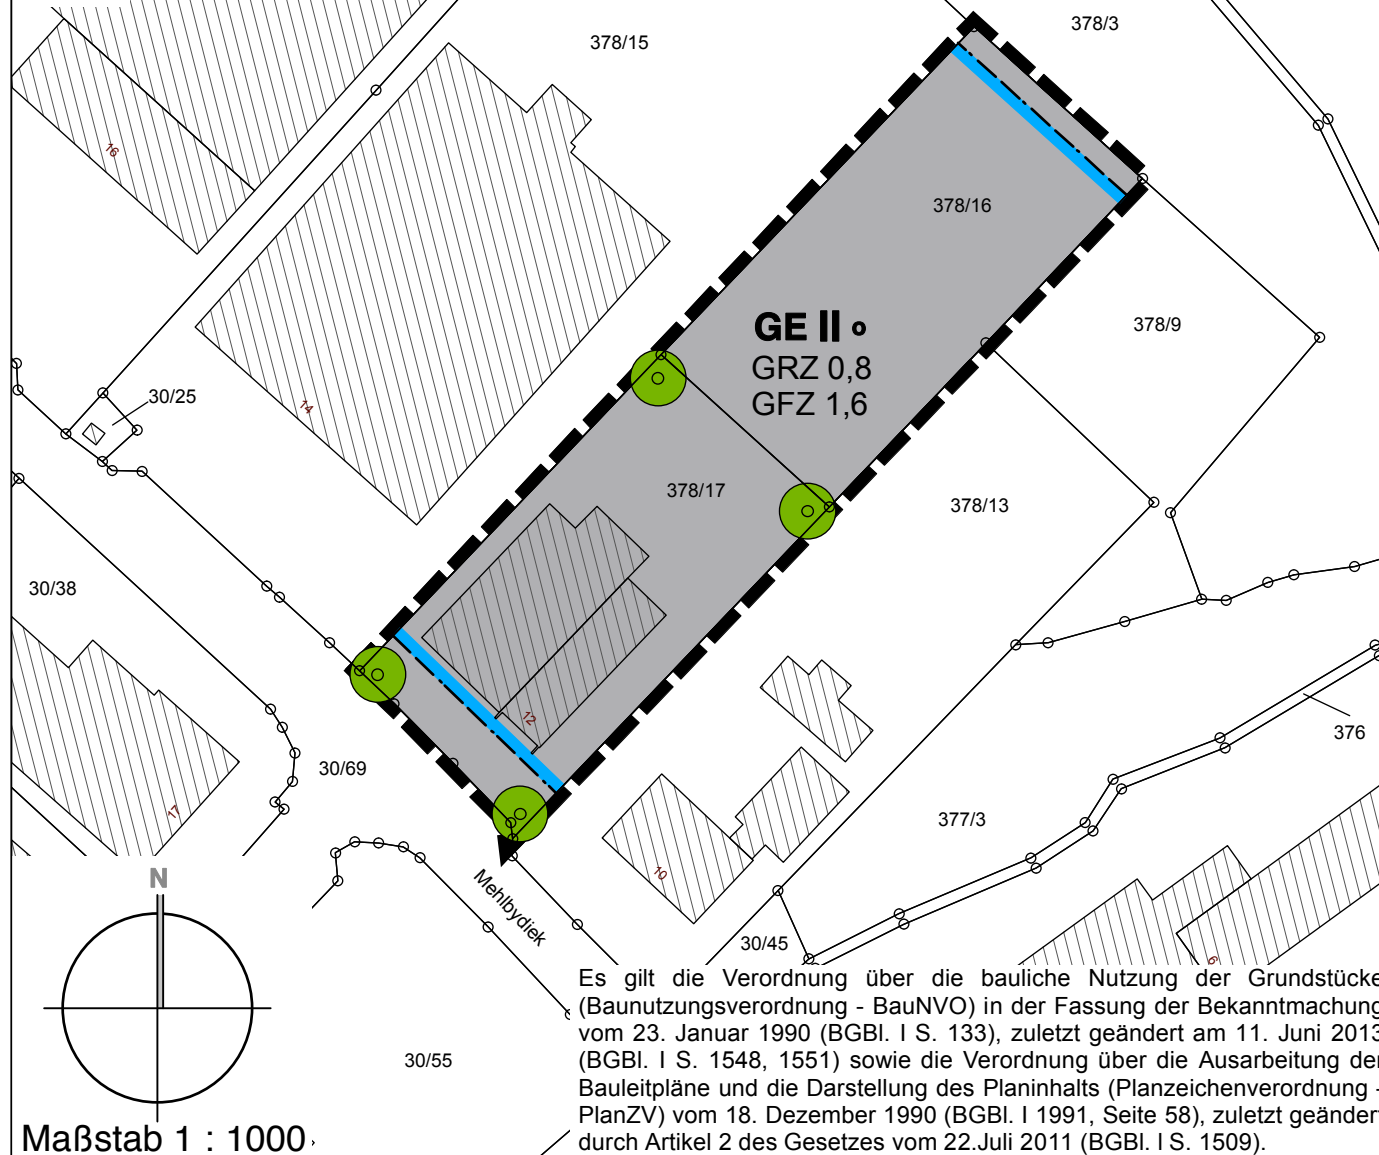 378/15
378/3
16
378/16
GE II o
GRZ 0,8
GFZ 1,6
378/9
30/25
14
378/17
378/13
30/38
12
30/69
17
376
377/3
10
N
Mehlbydiek
30/45
6
30/55
Es gilt die Verordnung über die bauliche Nutzung der Grundstücke
(Baunutzungsverordnung - BauNVO) in der Fassung der Bekanntmachung
vom 23. Januar 1990 (BGBl. I S. 133), zuletzt geändert am 11. Juni 2013
(BGBl. I S. 1548, 1551) sowie die Verordnung über die Ausarbeitung der
Bauleitpläne und die Darstellung des Planinhalts (Planzeichenverordnung -
PlanZV) vom 18. Dezember 1990 (BGBl. I 1991, Seite 58), zuletzt geändert
durch Artikel 2 des Gesetzes vom 22.Juli 2011 (BGBl. I S. 1509).
Maßstab 1 : 1000